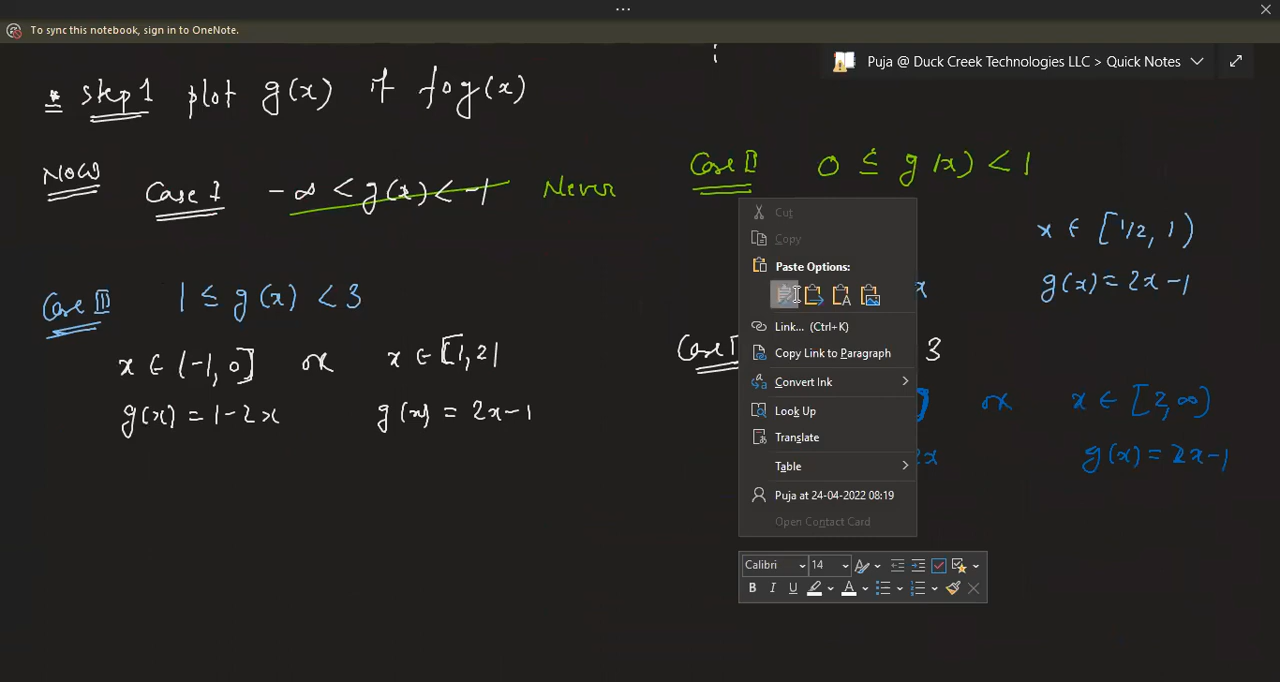 ...
To sync this notebook, sign in to OneNote.
Puja @ Duck Creek Technologies LLC > Quick Notes
* Step 1 plot g(x) if fog(x)
Now Case I -∞ < g(x) < -1 Never
Case II 0 ≤ g(x) < 1
x ∈ [1/2, 1)
g(x) = 2x-1
Case III 1 ≤ g(x) < 3
x ∈ (-1, 0] or x ∈ [1, 2)
g(x) = 1-2x g(x) = 2x-1
Case 3
or x ∈ [2, ∞)
2x g(x) = 2x-1
Cut
Copy
Paste Options:
Link... (Ctrl+K)
Copy Link to Paragraph
Convert Ink
Look Up
Translate
Table
Puja at 24-04-2022 08:19
Open Contact Card
Calibri 14
B I U A